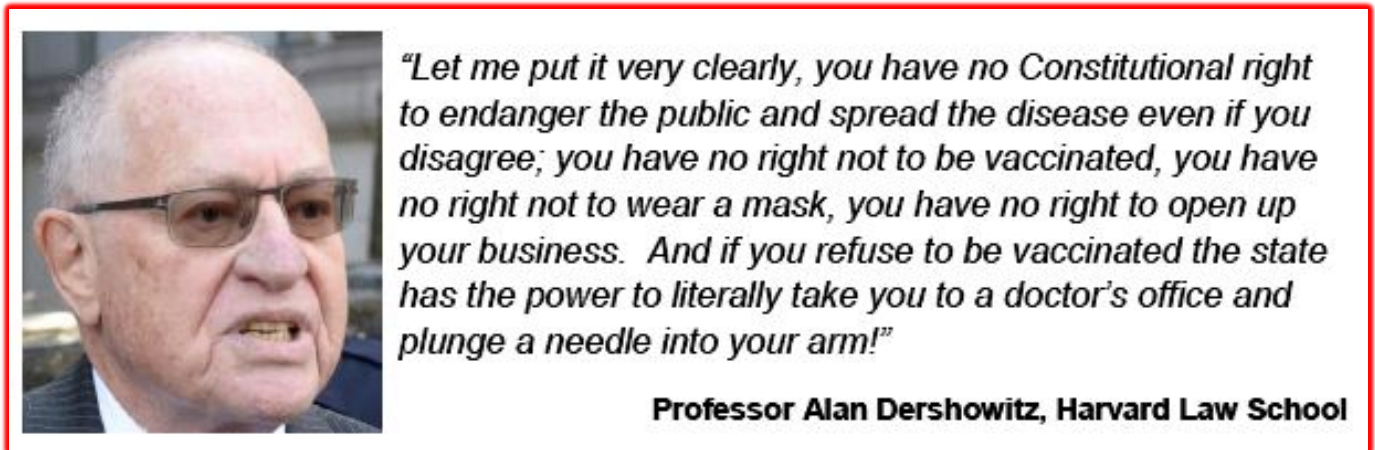 “Let me put it very clearly, you have no Constitutional right
to endanger the public and spread the disease even if you
disagree; you have no right not to be vaccinated, you have
no right not to wear a mask, you have no right to open up
your business.  And if you refuse to be vaccinated the state
has the power to literally take you to a doctor’s office and
plunge a needle into your arm!”
Professor Alan Dershowitz, Harvard Law School